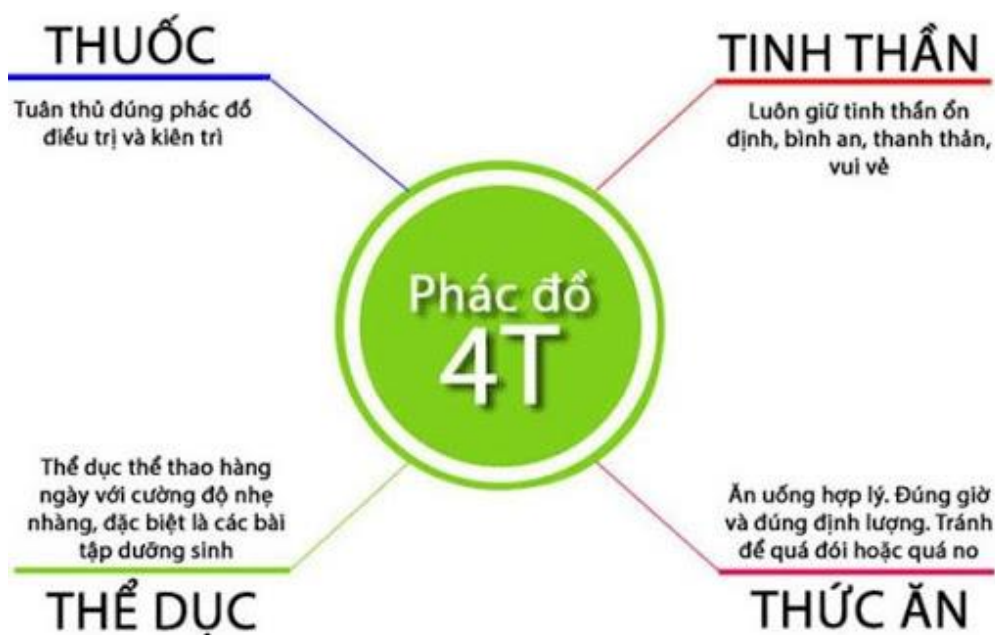 THUỐC
Tuân thủ đúng phác đồ
điều trị và kiên trì
TINH THẦN
Luôn giữ tinh thần ổn
định, bình an, thanh thản,
vui vẻ
Phác đồ
4T
Thể dục thể thao hàng
ngày với cường độ nhẹ
nhàng, đặc biệt là các bài
tập dưỡng sinh
THỂ DỤC
Ăn uống hợp lý. Đúng giờ
và đúng định lượng. Tránh
để quá đói hoặc quá no
THỨC ĂN